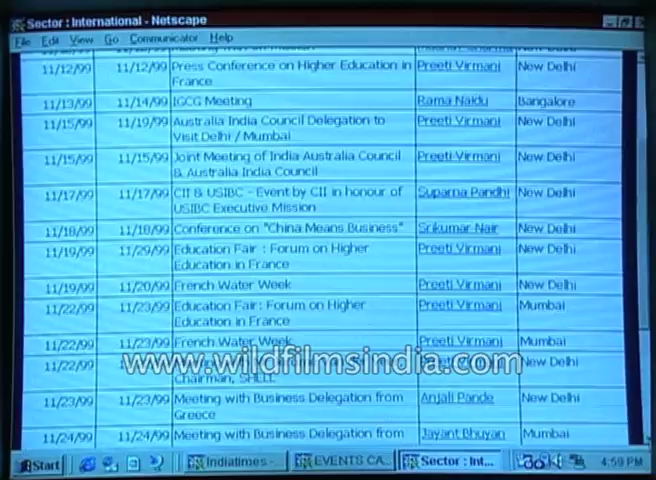 Sector : International - Netscape
File Edit View Go Communicator Help
11/12/99 11/12/99 Press Conference on Higher Education in Preeti Virmani New Delhi
France
11/13/99 11/14/99 IGCG Meeting Rama Naidu Bangalore
11/15/99 11/19/99 Australia India Council Delegation to Preeti Virmani New Delhi
Visit Delhi / Mumbai
11/15/99 11/15/99 Joint Meeting of India Australia Council Preeti Virmani New Delhi
& Australia India Council
11/17/99 11/17/99 CII & USIBC - Event by CII in honour of Suparna Pandhi New Delhi
USIBC Executive Mission
11/18/99 11/18/99 Conference on "China Means Business" Srikumar Nair New Delhi
11/19/99 11/29/99 Education Fair : Forum on Higher Preeti Virmani New Delhi
Education in France
11/19/99 11/20/99 French Water Week Preeti Virmani New Delhi
11/22/99 11/23/99 Education Fair: Forum on Higher Preeti Virmani Mumbai
Education in France
11/22/99 11/23/99 French Water Week Preeti Virmani Mumbai
www.wildfilmsindia.com
11/22/99 New Delhi
Chairman, SHELL
11/23/99 11/23/99 Meeting with Business Delegation from Anjali Pande New Delhi
Greece
11/24/99 11/24/99 Meeting with Business Delegation from Jayant Bhuyan Mumbai
Start Indiatimes - EVENTS CA... Sector : Int... 4:59 PM